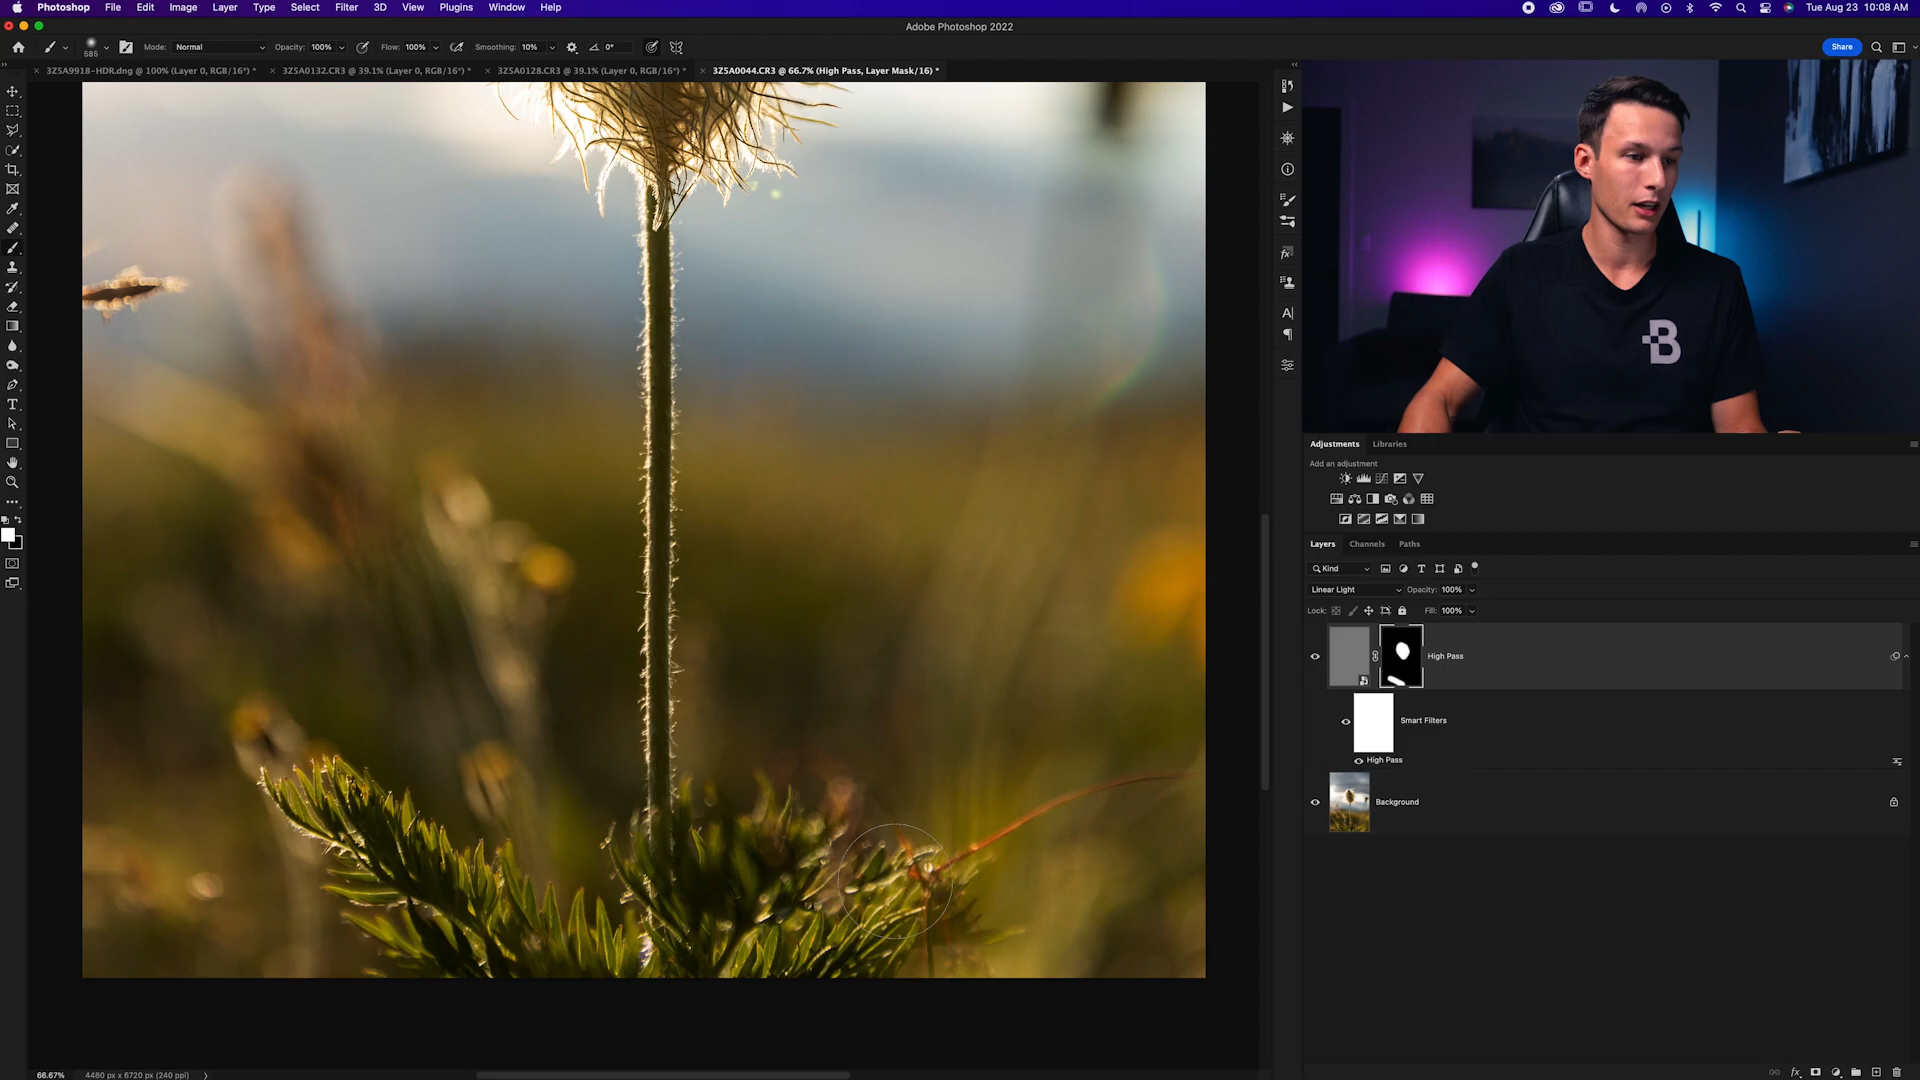 Photoshop File Edit Image Layer Type Select Filter 3D View Plugins Window Help Tue Aug 23 10:08 AM
Adobe Photoshop 2022
585 Mode: Normal Opacity: 100% Flow: 100% Smoothing: 10% 0° Share
3Z5A9918-HDR.dng @ 100% (Layer 0, RGB/16*) * 3Z5A0132.CR3 @ 39.1% (Layer 0, RGB/16*) * 3Z5A0128.CR3 @ 39.1% (Layer 0, RGB/16*) * 3Z5A0044.CR3 @ 66.7% (High Pass, Layer Mask/16) *
B
Adjustments Libraries
Add an adjustment
Layers Channels Paths
Kind
Linear Light Opacity: 100%
Lock: Fill: 100%
High Pass
Smart Filters
High Pass
Background
66.67% 4480 px x 6720 px (240 ppi)